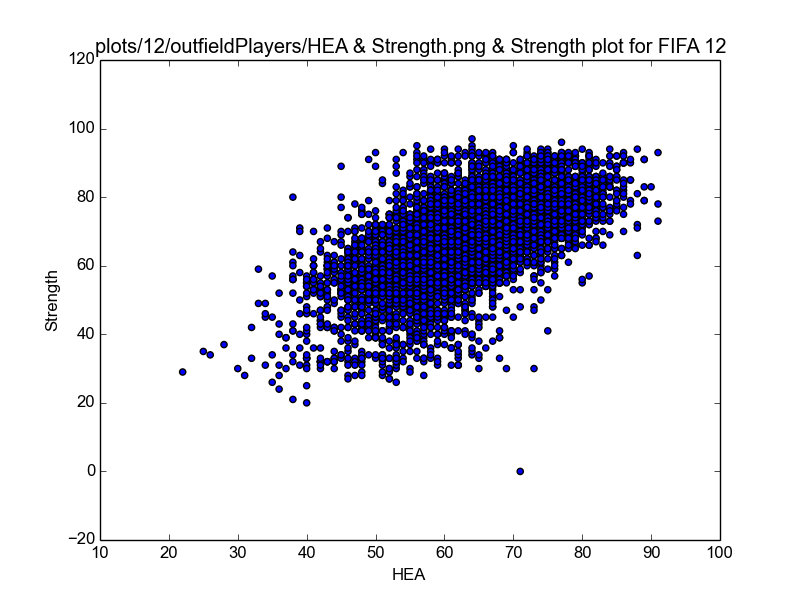 plots/12/outfieldPlayers/HEA & Strength.png & Strength plot for FIFA 12
120
100
80
60
40
20
0
−20
Strength
10 20 30 40 50 60 70 80 90 100
HEA